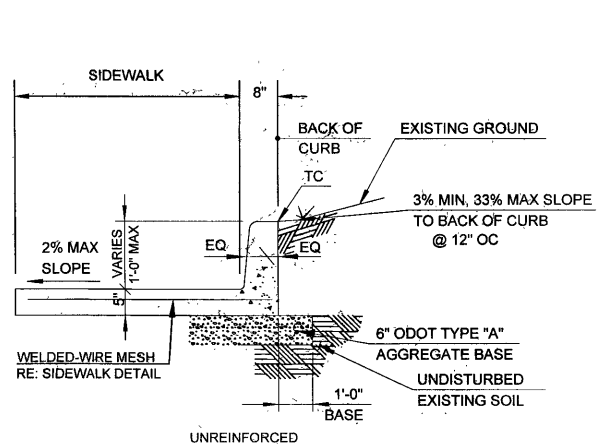 SIDEWALK
8"
BACK OF
CURB
EXISTING GROUND
TC
3% MIN, 33% MAX SLOPE
TO BACK OF CURB
@ 12" OC
2% MAX
SLOPE
VARIES
1'-0" MAX
EQ
EQ
5"
WELDED-WIRE MESH
RE: SIDEWALK DETAIL
6" ODOT TYPE "A"
AGGREGATE BASE
UNDISTURBED
EXISTING SOIL
1'-0"
BASE
UNREINFORCED